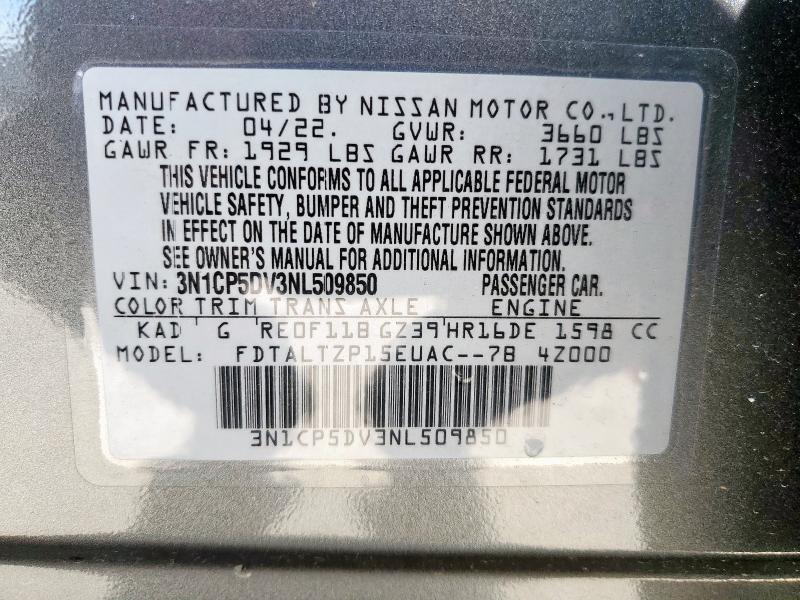 MANUFACTURED BY NISSAN MOTOR CO., LTD.
DATE: 04/22. GVWR: 3660 LBS
GAWR FR: 1929 LBS GAWR RR: 1731 LBS
THIS VEHICLE CONFORMS TO ALL APPLICABLE FEDERAL MOTOR
VEHICLE SAFETY, BUMPER AND THEFT PREVENTION STANDARDS
IN EFFECT ON THE DATE OF MANUFACTURE SHOWN ABOVE.
SEE OWNER'S MANUAL FOR ADDITIONAL INFORMATION.
VIN: 3N1CP5DV3NL509850 PASSENGER CAR.
COLOR TRIM TRANS AXLE ENGINE
KAD G RE0F11B GZ39 HR16DE 1598 CC
MODEL: FDTALTZP15EUAC--78 4Z000
3N1CP5DV3NL509850